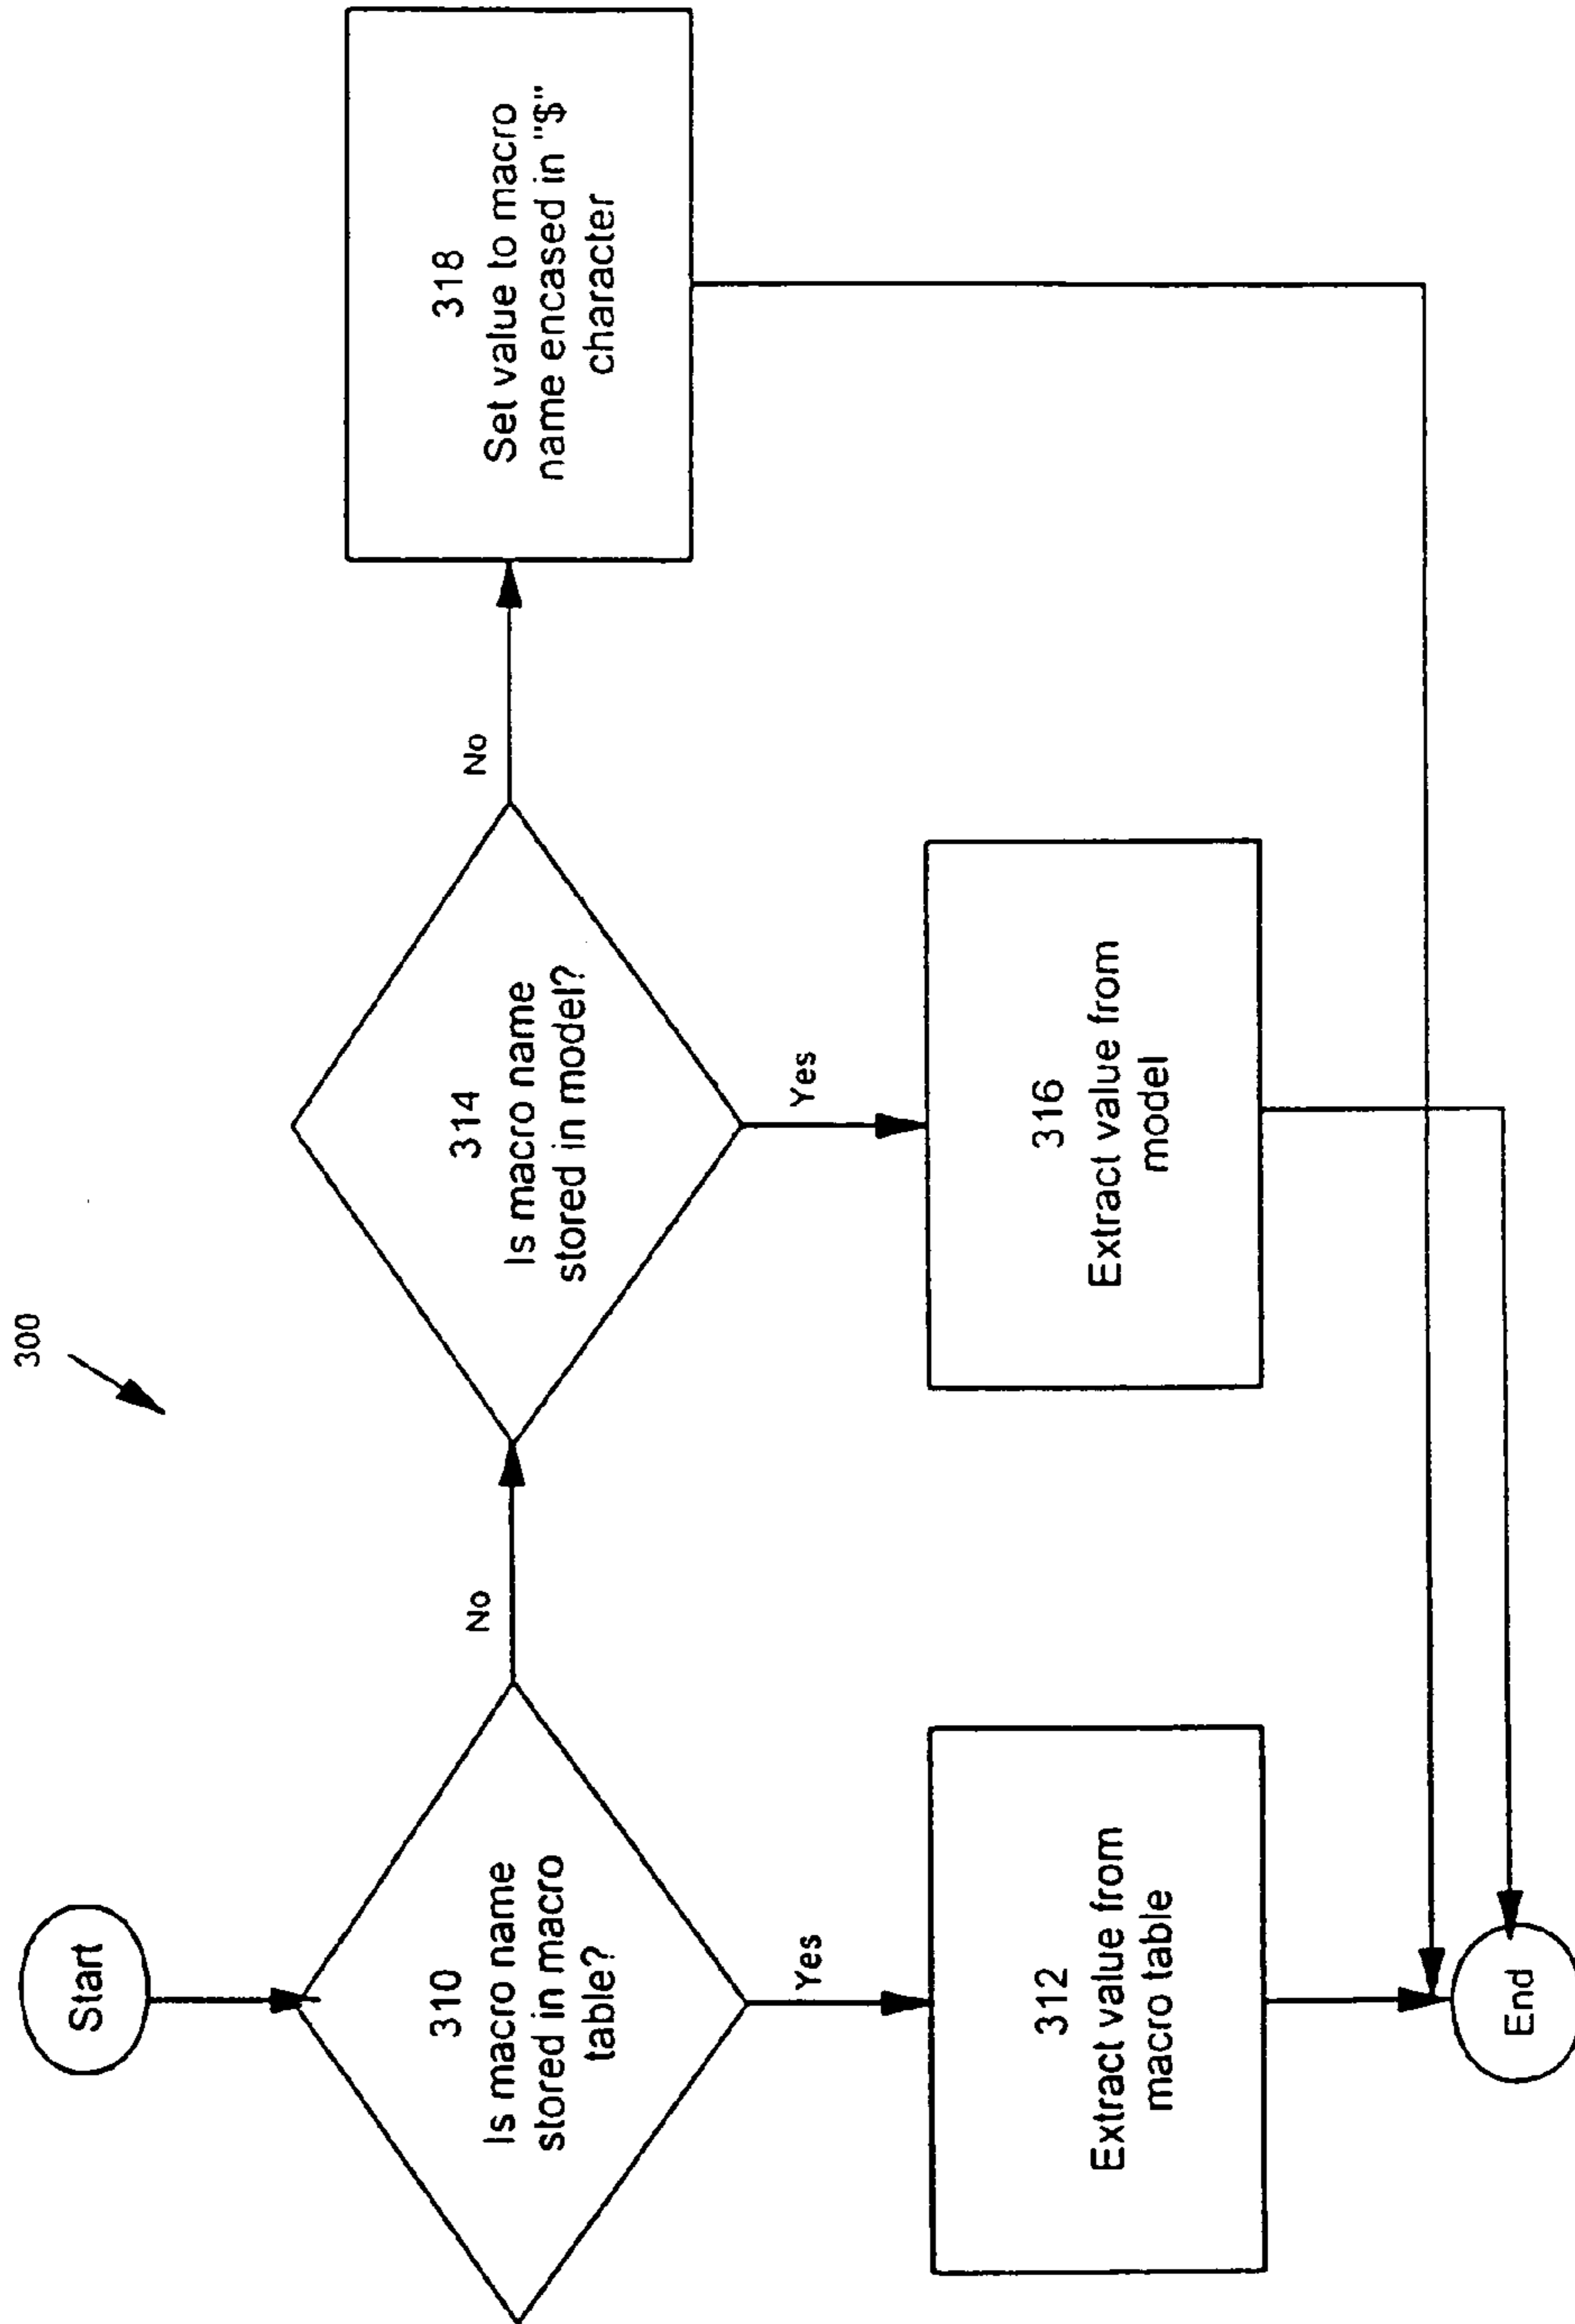 300
Start
310
Is macro name
stored in macro
table?
No
Yes
314
Is macro name
stored in model?
No
Yes
318
Set value to macro
name encased in "$"
character
312
Extract value from
macro table
316
Extract value from
model
End